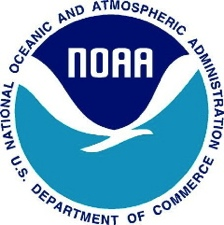 NATIONAL OCEANIC AND ATMOSPHERIC ADMINISTRATION
NOAA
U.S. DEPARTMENT OF COMMERCE